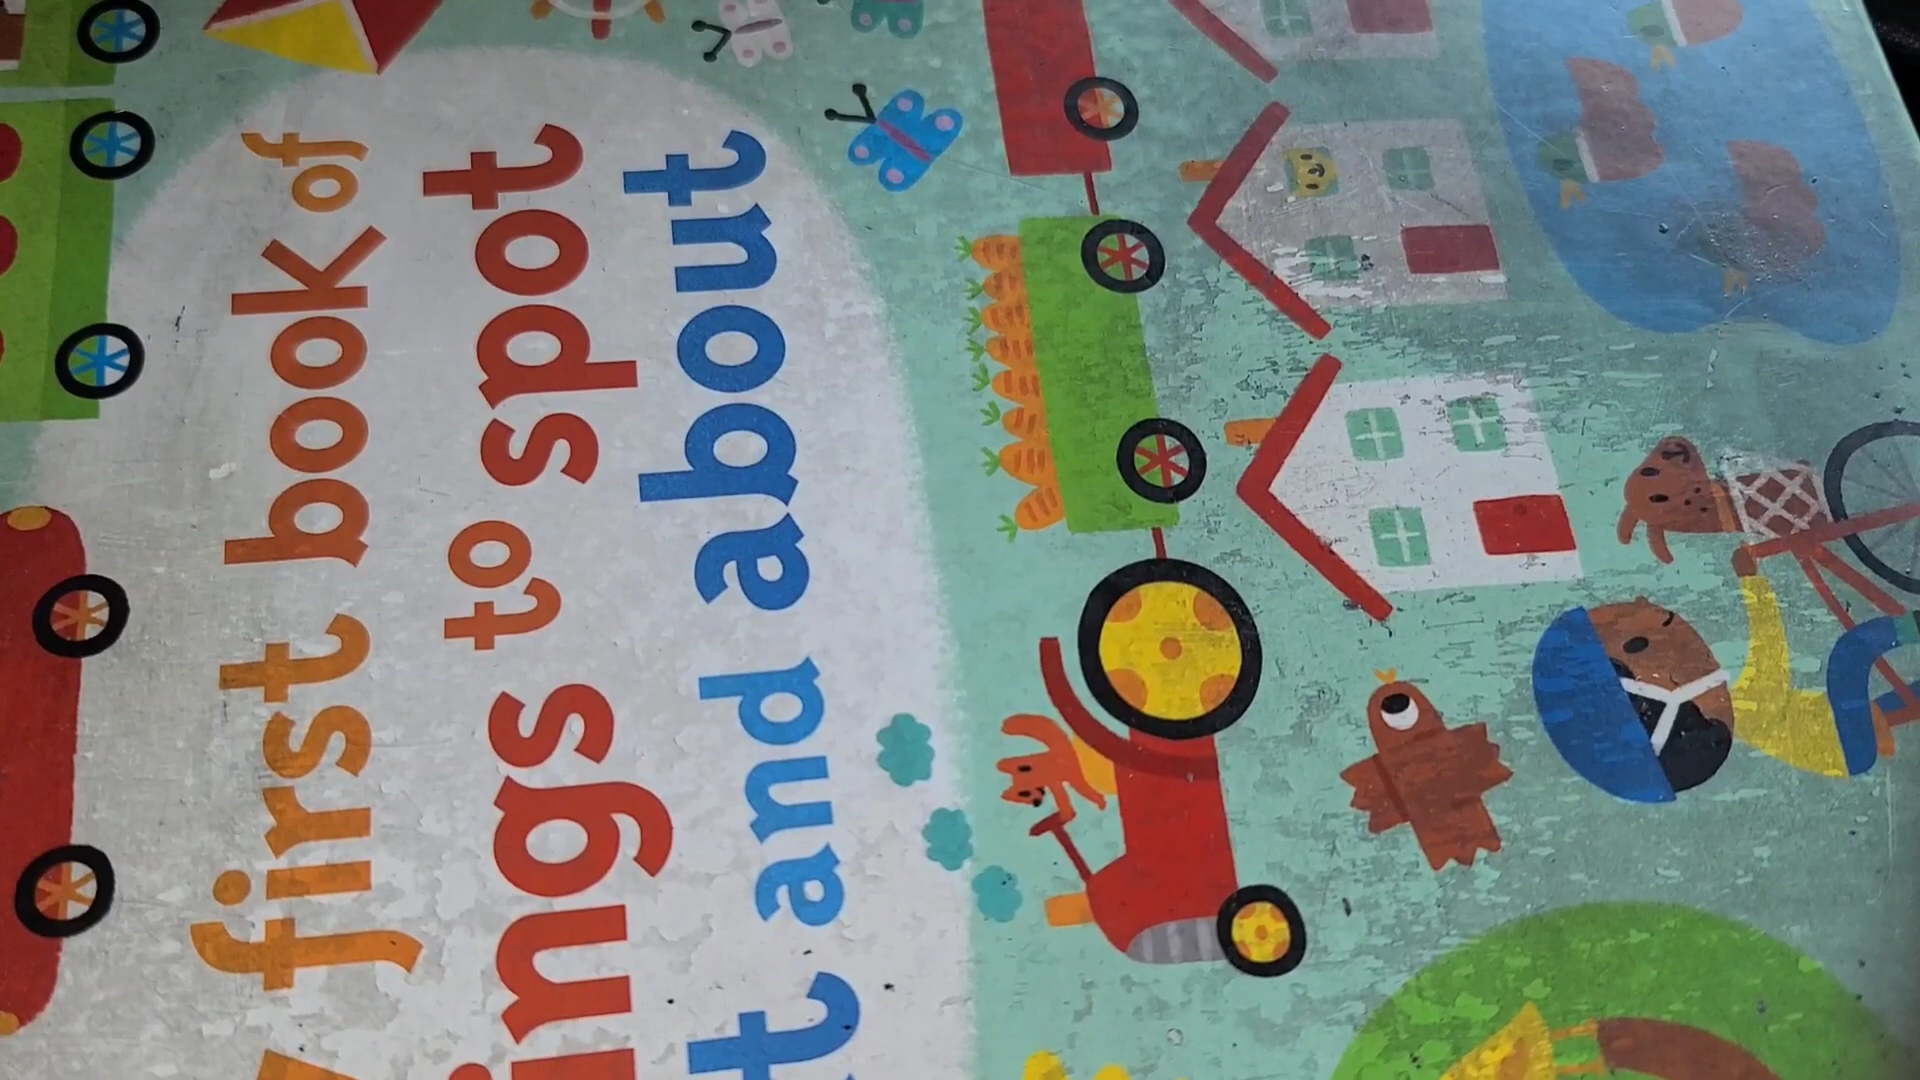 first book of
ings to spot
t and about